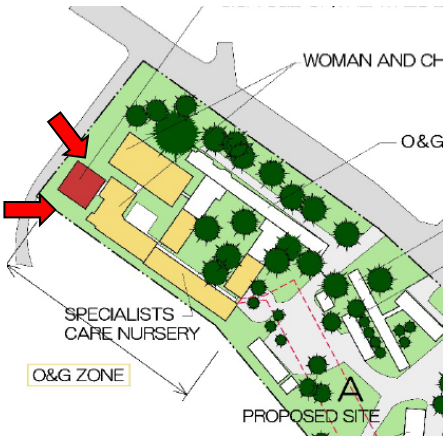 WOMAN AND CH
O&G
SPECIALISTS
CARE NURSERY
O&G ZONE
A
PROPOSED SITE